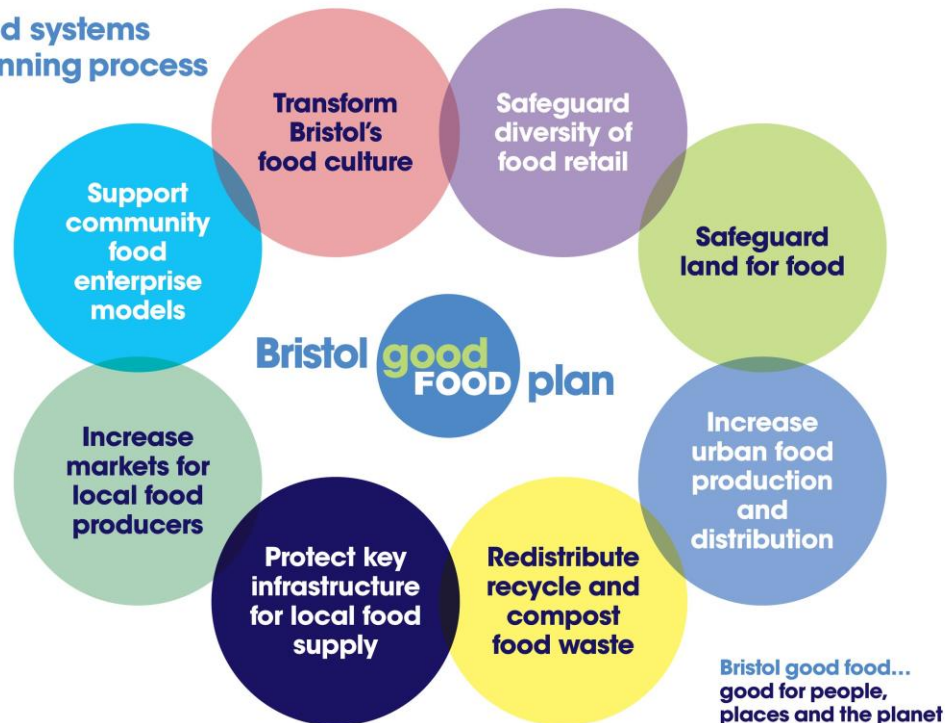 d systems
nning process
Transform
Bristol's
food culture
Safeguard
diversity of
food retail
Safeguard
land for food
Increase
urban food
production
and
distribution
Redistribute
recycle and
compost
food waste
Protect key
infrastructure
for local food
supply
Increase
markets for
local food
producers
Support
community
food
enterprise
models
Bristol good
FOOD plan
Bristol good food...
good for people,
places and the planet